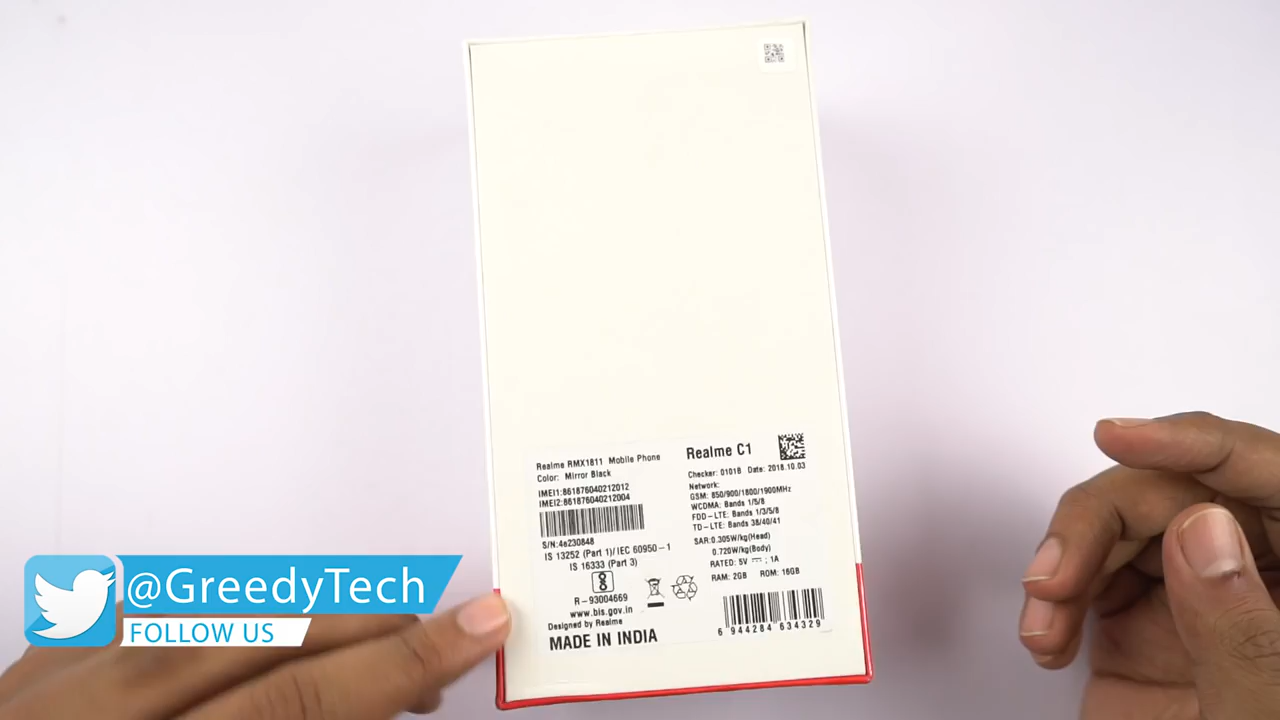 Realme RMX1811 Mobile Phone
Color: Mirror Black
IMEI1:861876040212012
IMEI2:861876040212004
S/N:4a230848
IS 13252 (Part 1)/ IEC 60950-1
IS 16333 (Part 3)
R-93004669
www.bis.gov.in
Designed by Realme
MADE IN INDIA
Realme C1
Checker: 0101B Date: 2018.10.03
Network:
GSM: 850/900/1800/1900MHz
WCDMA: Bands 1/5/8
FDD-LTE: Bands 1/3/5/8
TD-LTE: Bands 38/40/41
SAR:0.305W/kg(Head)
0.720W/kg(Body)
RATED: 5V ⎓ ; 1A
RAM: 2GB ROM: 16GB
6 944284 634329
@GreedyTech
FOLLOW US